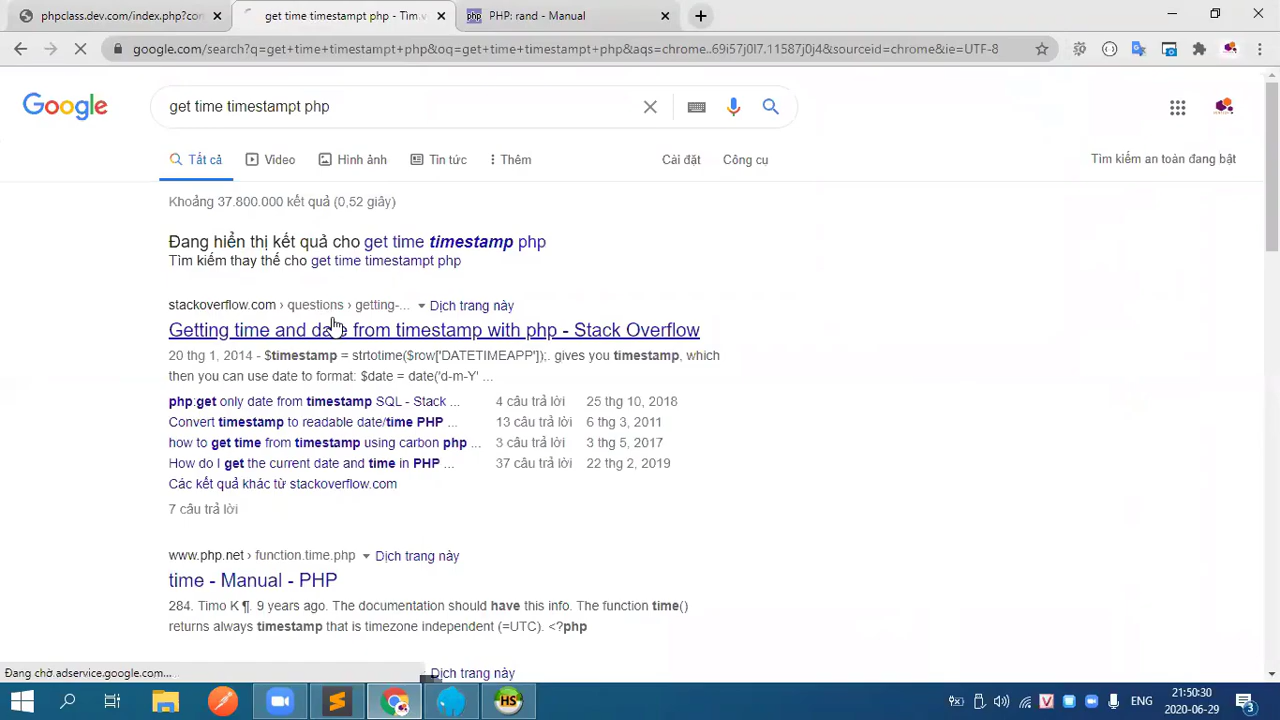 phpclass.dev.com/index.php?con
get time timestampt php - Tìm v
PHP: rand - Manual
google.com/search?q=get+time+timestampt+php&oq=get+time+timestampt+php&aqs=chrome..69i57j0l7.11587j0j4&sourceid=chrome&ie=UTF-8
Google
get time timestampt php
Tất cả
Video
Hình ảnh
Tin tức
Thêm
Cài đặt
Công cụ
Tìm kiếm an toàn đang bật
Khoảng 37.800.000 kết quả (0,52 giây)
Đang hiển thị kết quả cho get time timestamp php
Tìm kiếm thay thế cho get time timestampt php
stackoverflow.com › questions › getting-... Dịch trang này
Getting time and date from timestamp with php - Stack Overflow
20 thg 1, 2014 - $timestamp = strtotime($row['DATETIMEAPP']);. gives you timestamp, which
then you can use date to format: $date = date('d-m-Y' ...
php:get only date from timestamp SQL - Stack ... 4 câu trả lời 25 thg 10, 2018
Convert timestamp to readable date/time PHP ... 13 câu trả lời 6 thg 3, 2011
how to get time from timestamp using carbon php ... 3 câu trả lời 3 thg 5, 2017
How do I get the current date and time in PHP ... 37 câu trả lời 22 thg 2, 2019
Các kết quả khác từ stackoverflow.com
7 câu trả lời
www.php.net › function.time.php Dịch trang này
time - Manual - PHP
284. Timo K ¶. 9 years ago. The documentation should have this info. The function time()
returns always timestamp that is timezone independent (=UTC). <?php
Đang chờ adservice.google.com...
Dịch trang này
HS
V
ENG
21:50:30
2020-06-29
3